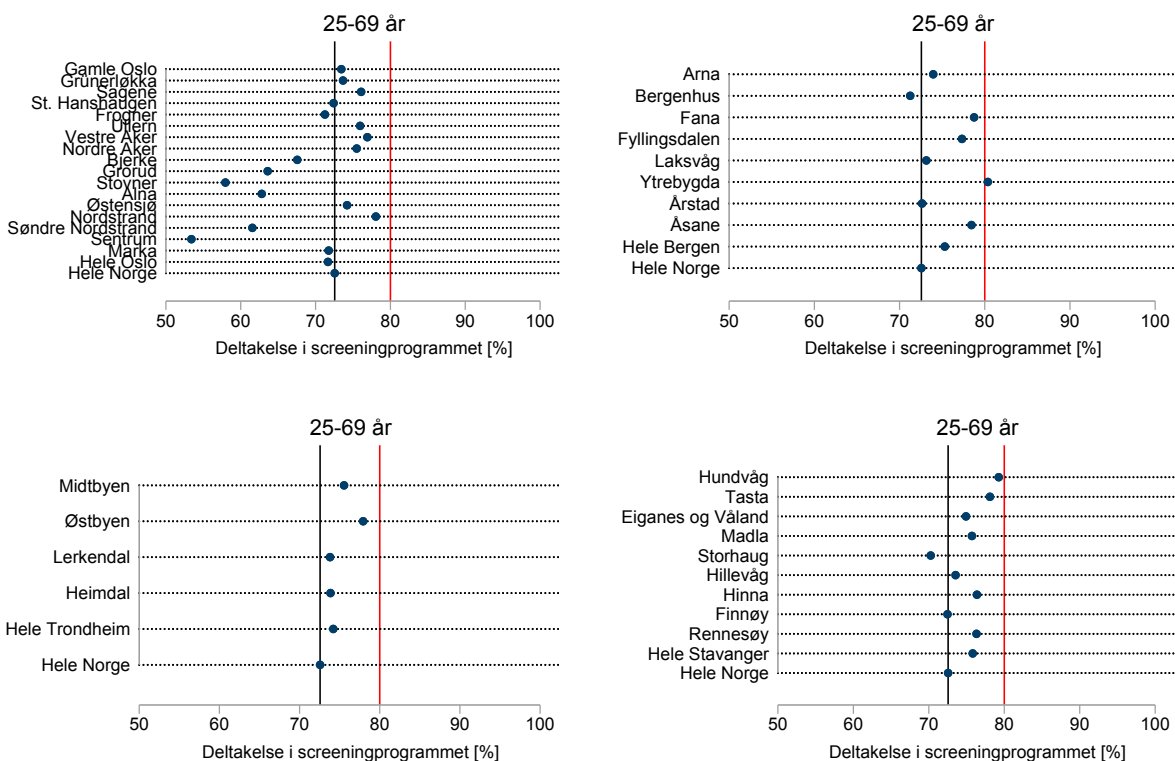 25-69 år
Gamle Oslo
Grünerløkka
Sagene
St. Hanshaugen
Frogner
Ullern
Vestre Aker
Nordre Aker
Bjerke
Grorud
Stovner
Alna
Østensjø
Nordstrand
Søndre Nordstrand
Sentrum
Marka
Hele Oslo
Hele Norge
50 60 70 80 90 100
Deltakelse i screeningprogrammet [%]
25-69 år
Arna
Bergenhus
Fana
Fyllingsdalen
Laksvåg
Ytrebygda
Årstad
Åsane
Hele Bergen
Hele Norge
50 60 70 80 90 100
Deltakelse i screeningprogrammet [%]
25-69 år
Midtbyen
Østbyen
Lerkendal
Heimdal
Hele Trondheim
Hele Norge
50 60 70 80 90 100
Deltakelse i screeningprogrammet [%]
25-69 år
Hundvåg
Tasta
Eiganes og Våland
Madla
Storhaug
Hillevåg
Hinna
Finnøy
Rennesøy
Hele Stavanger
Hele Norge
50 60 70 80 90 100
Deltakelse i screeningprogrammet [%]